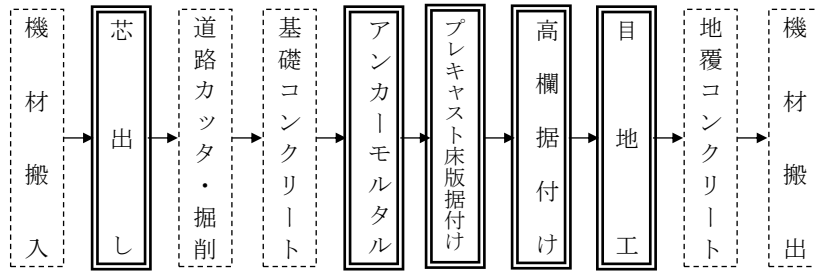 機材搬入
芯出し
道路カッタ・掘削
基礎コンクリート
アンカーモルタル
プレキャスト床版据付け
高欄据付け
目地工
地覆コンクリート
機材搬出